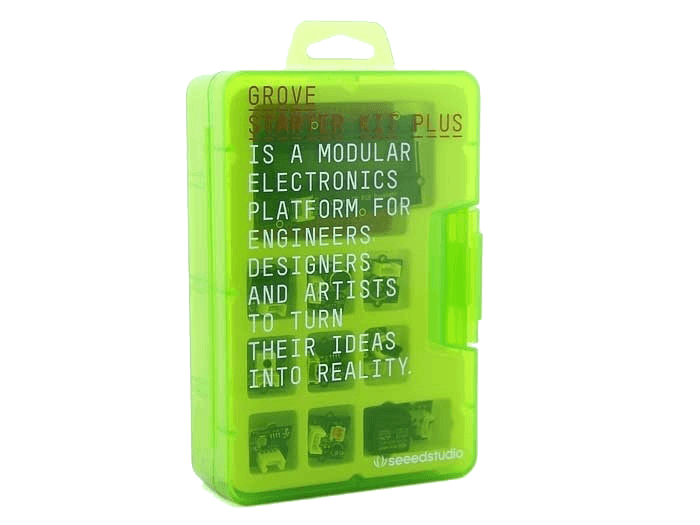 GROVE
STARTER KIT PLUS
IS A MODULAR
ELECTRONICS
PLATFORM FOR
ENGINEERS
DESIGNERS
AND ARTISTS
TO TURN
THEIR IDEAS
INTO REALITY.
seeedstudio